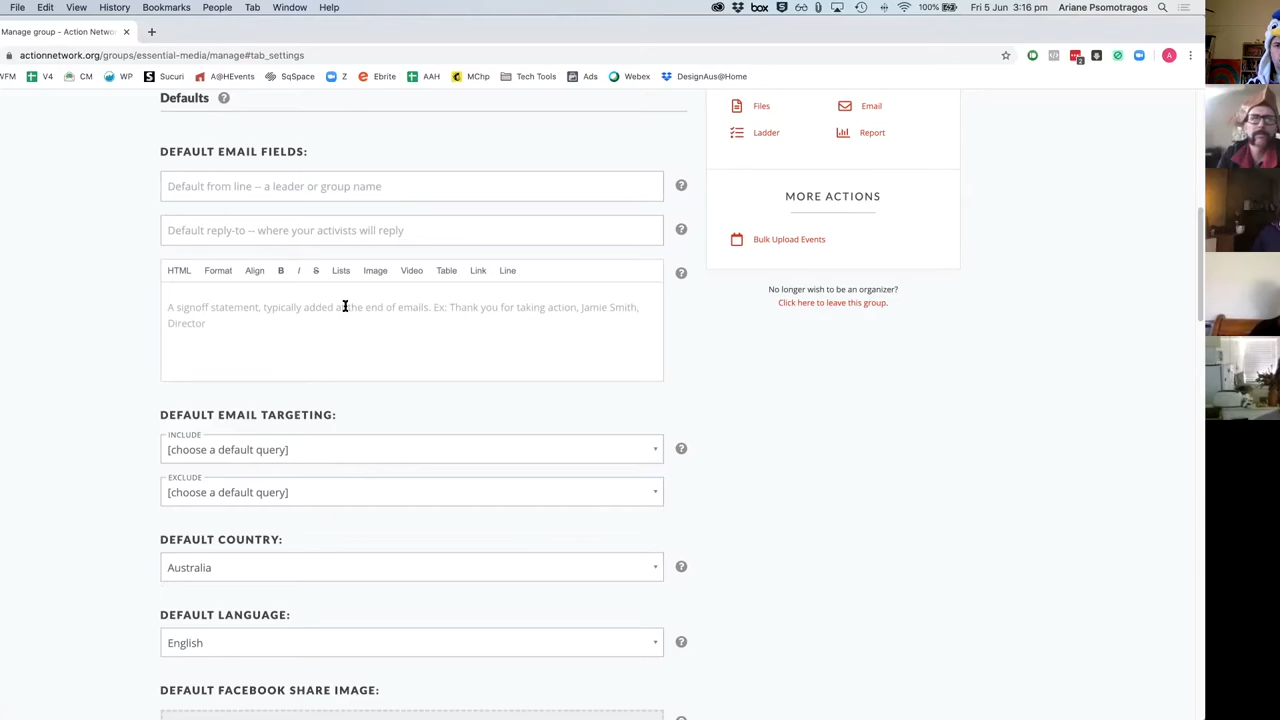 File Edit View History Bookmarks People Tab Window Help
box 100% Fri 5 Jun 3:16 pm Ariane Psomotragos
Manage group - Action Netwo
actionnetwork.org/groups/essential-media/manage#tab_settings
A
WFM V4 CM WP Sucuri A@HEvents SqSpace Z Ebrite AAH MChp Tech Tools Ads Webex DesignAus@Home
Defaults
DEFAULT EMAIL FIELDS:
Default from line -- a leader or group name
Default reply-to -- where your activists will reply
HTML Format Align B I S Lists Image Video Table Link Line
A signoff statement, typically added at the end of emails. Ex: Thank you for taking action, Jamie Smith,
Director
DEFAULT EMAIL TARGETING:
INCLUDE
[choose a default query]
EXCLUDE
[choose a default query]
DEFAULT COUNTRY:
Australia
DEFAULT LANGUAGE:
English
DEFAULT FACEBOOK SHARE IMAGE:
Files Email
Ladder Report
MORE ACTIONS
Bulk Upload Events
No longer wish to be an organizer?
Click here to leave this group.